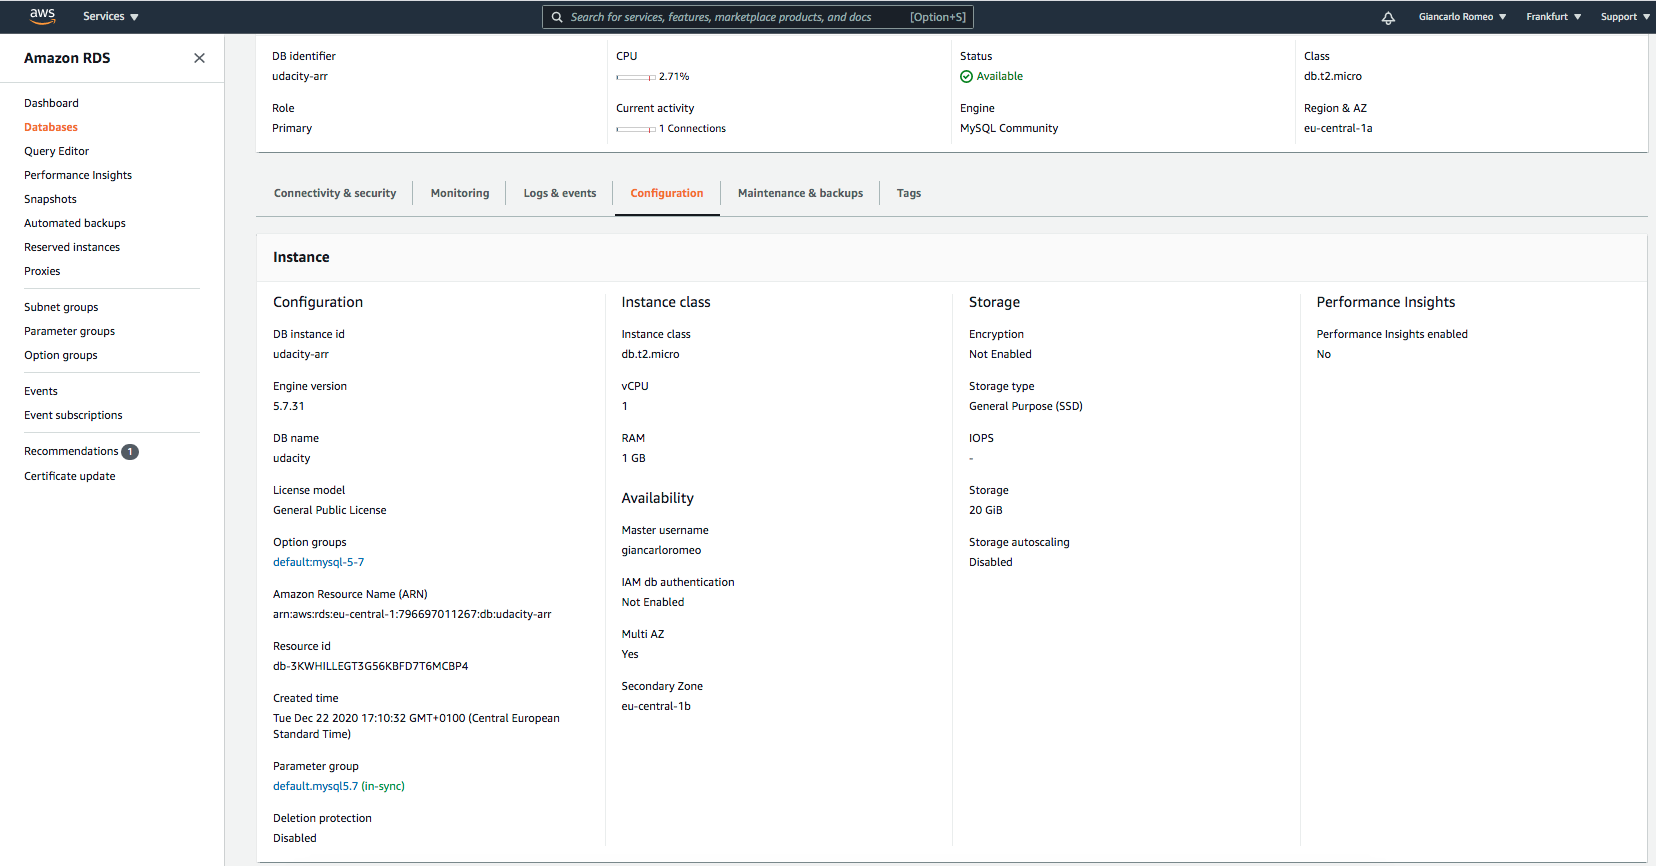 aws
Services
Search for services, features, marketplace products, and docs
[Option+S]
Giancarlo Romeo
Frankfurt
Support
Amazon RDS
Dashboard
Databases
Query Editor
Performance Insights
Snapshots
Automated backups
Reserved instances
Proxies
Subnet groups
Parameter groups
Option groups
Events
Event subscriptions
Recommendations 1
Certificate update
DB identifier
udacity-arr
Role
Primary
CPU
2.71%
Current activity
1 Connections
Status
Available
Engine
MySQL Community
Class
db.t2.micro
Region & AZ
eu-central-1a
Connectivity & security
Monitoring
Logs & events
Configuration
Maintenance & backups
Tags
Instance
Configuration
DB instance id
udacity-arr
Engine version
5.7.31
DB name
udacity
License model
General Public License
Option groups
default:mysql-5-7
Amazon Resource Name (ARN)
arn:aws:rds:eu-central-1:796697011267:db:udacity-arr
Resource id
db-3KWHILLEGT3G56KBFD7T6MCBP4
Created time
Tue Dec 22 2020 17:10:32 GMT+0100 (Central European
Standard Time)
Parameter group
default.mysql5.7 (in-sync)
Deletion protection
Disabled
Instance class
Instance class
db.t2.micro
vCPU
1
RAM
1 GB
Availability
Master username
giancarloromeo
IAM db authentication
Not Enabled
Multi AZ
Yes
Secondary Zone
eu-central-1b
Storage
Encryption
Not Enabled
Storage type
General Purpose (SSD)
IOPS
-
Storage
20 GiB
Storage autoscaling
Disabled
Performance Insights
Performance Insights enabled
No